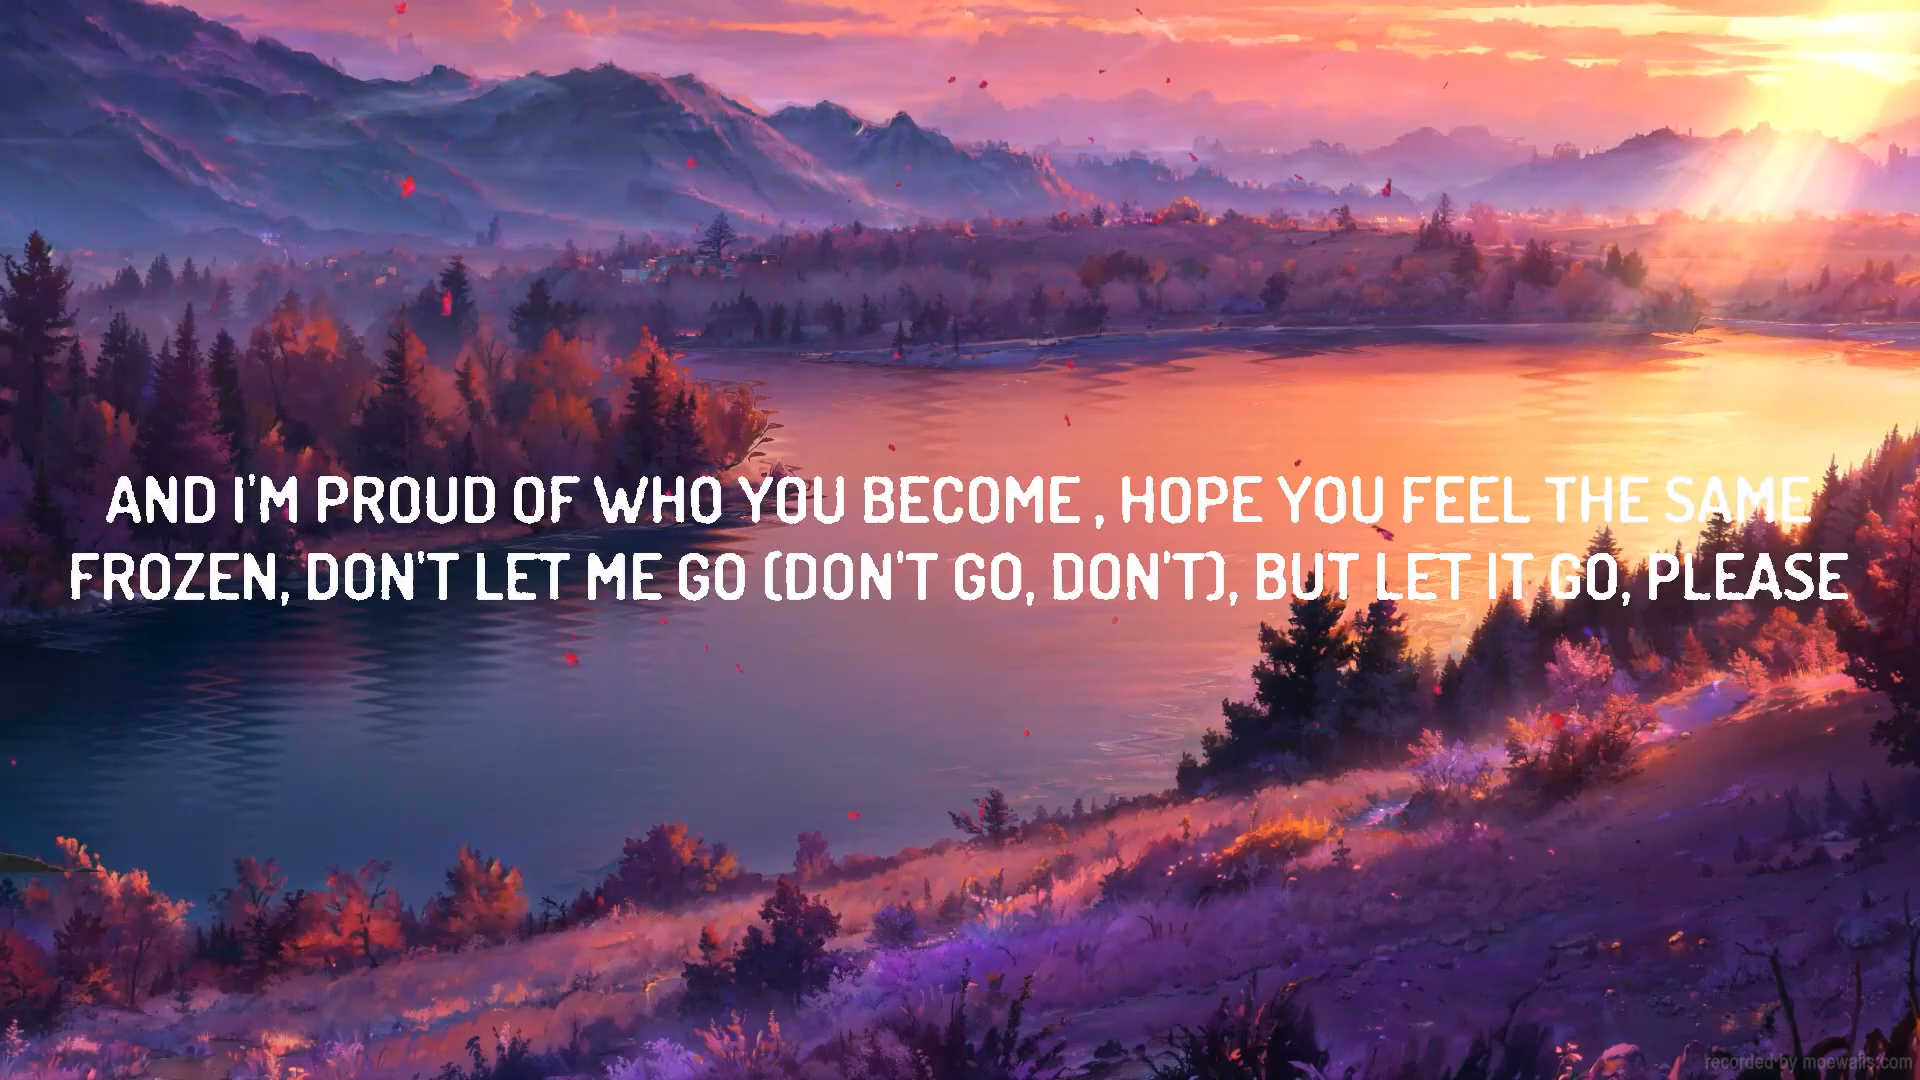 AND I'M PROUD OF WHO YOU BECOME , HOPE YOU FEEL THE SAME
FROZEN, DON'T LET ME GO (DON'T GO, DON'T), BUT LET IT GO, PLEASE
recorded by moewalls.com